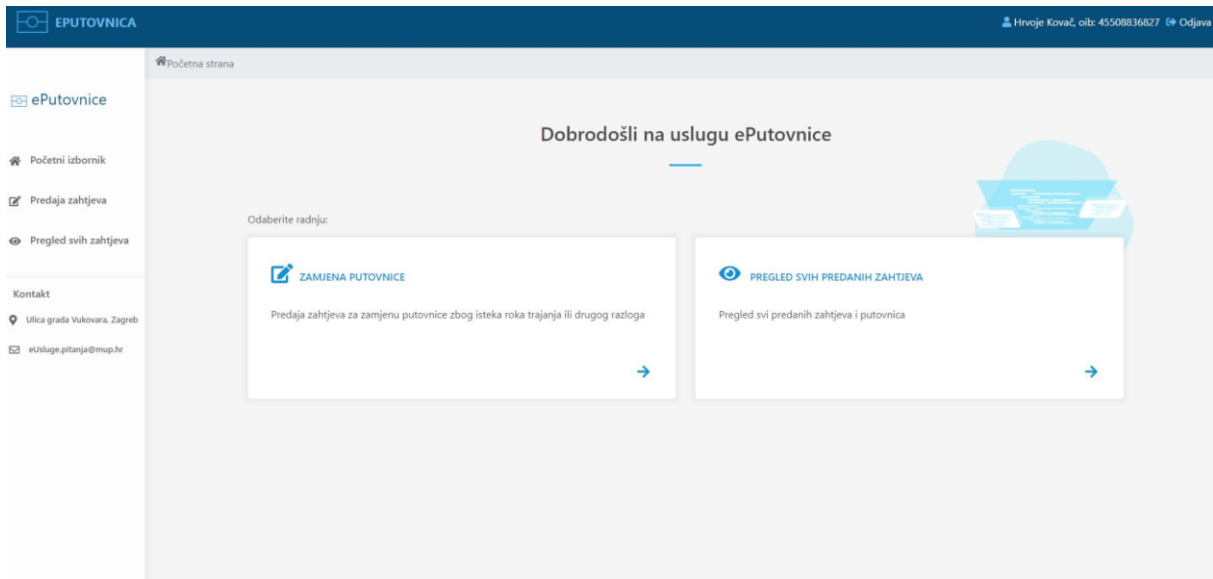 EPUTOVNICA
Hrvoje Kovač, oib: 45508836827 Odjava
Početna strana
ePutovnice
Početni izbornik
Predaja zahtjeva
Pregled svih zahtjeva
Kontakt
Ulica grada Vukovara, Zagreb
eUsluge.pitanja@mup.hr
Dobrodošli na uslugu ePutovnice
Odaberite radnju:
ZAMJENA PUTOVNICE
Predaja zahtjeva za zamjenu putovnice zbog isteka roka trajanja ili drugog razloga
PREGLED SVIH PREDANIH ZAHTJEVA
Pregled svi predanih zahtjeva i putovnica